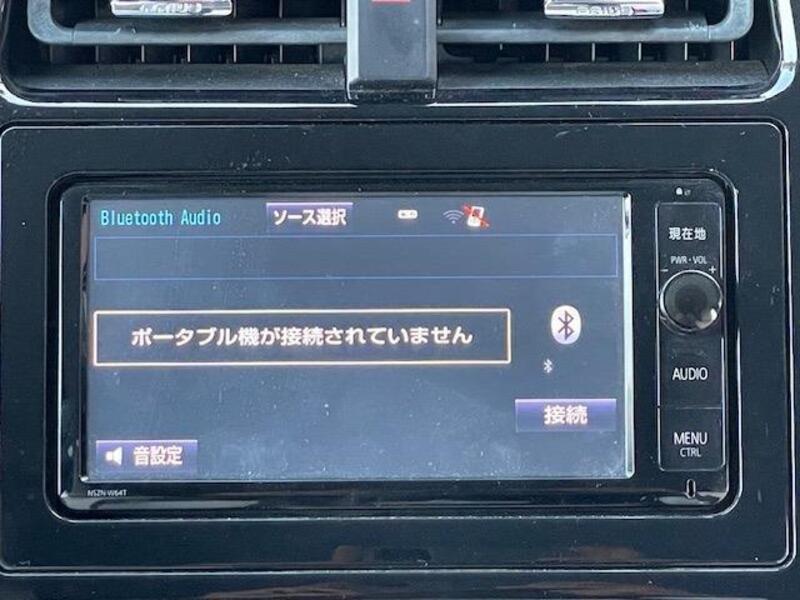 Bluetooth Audio
ソース選択
現在地
PWR・VOL
- +
ポータブル機が接続されていません
AUDIO
接続
MENU
CTRL
音設定
NSZN-W64T